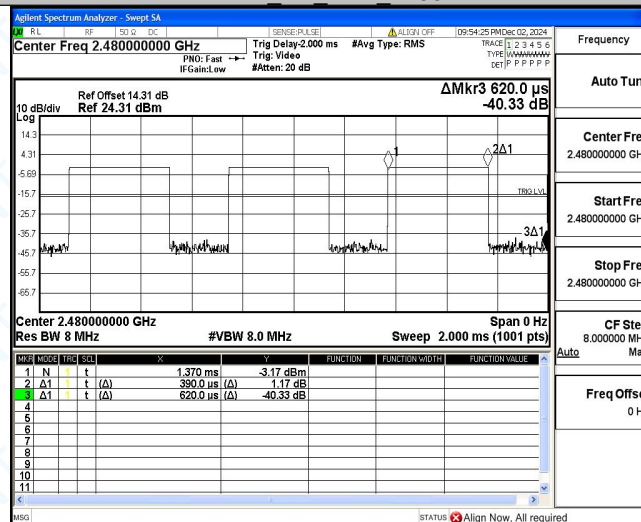 Agilent Spectrum Analyzer - Swept SA
RL RF 50 Ω DC SENSE:PULSE ALIGN OFF 09:54:25 PM Dec 02, 2024
Center Freq 2.480000000 GHz
PNO: Fast
IFGain:Low
Trig Delay-2.000 ms
Trig: Video
#Atten: 20 dB
#Avg Type: RMS
TRACE 1 2 3 4 5 6
TYPE WWWWWW
DET P P P P P P
ΔMkr3 620.0 µs
-40.33 dB
Ref Offset 14.31 dB
Ref 24.31 dBm
10 dB/div
Log
14.3
4.31
-5.69
-15.7
-25.7
-35.7
-45.7
-55.7
-65.7
1
2Δ1
TRIG LVL
3Δ1
Center 2.480000000 GHz
Res BW 8 MHz
#VBW 8.0 MHz
Span 0 Hz
Sweep 2.000 ms (1001 pts)
MKR MODE TRC SCL X Y FUNCTION FUNCTION WIDTH FUNCTION VALUE
1 N 1 t 1.370 ms -3.17 dBm
2 Δ1 1 t (Δ) 390.0 µs (Δ) 1.17 dB
3 Δ1 1 t (Δ) 620.0 µs (Δ) -40.33 dB
4
5
6
7
8
9
10
11
MSG
STATUS Align Now, All required
Frequency
Auto Tun
Center Fre
2.480000000 GH
Start Fre
2.480000000 GH
Stop Fre
2.480000000 GH
CF Ste
8.000000 MH
Auto Ma
Freq Offs
0 H